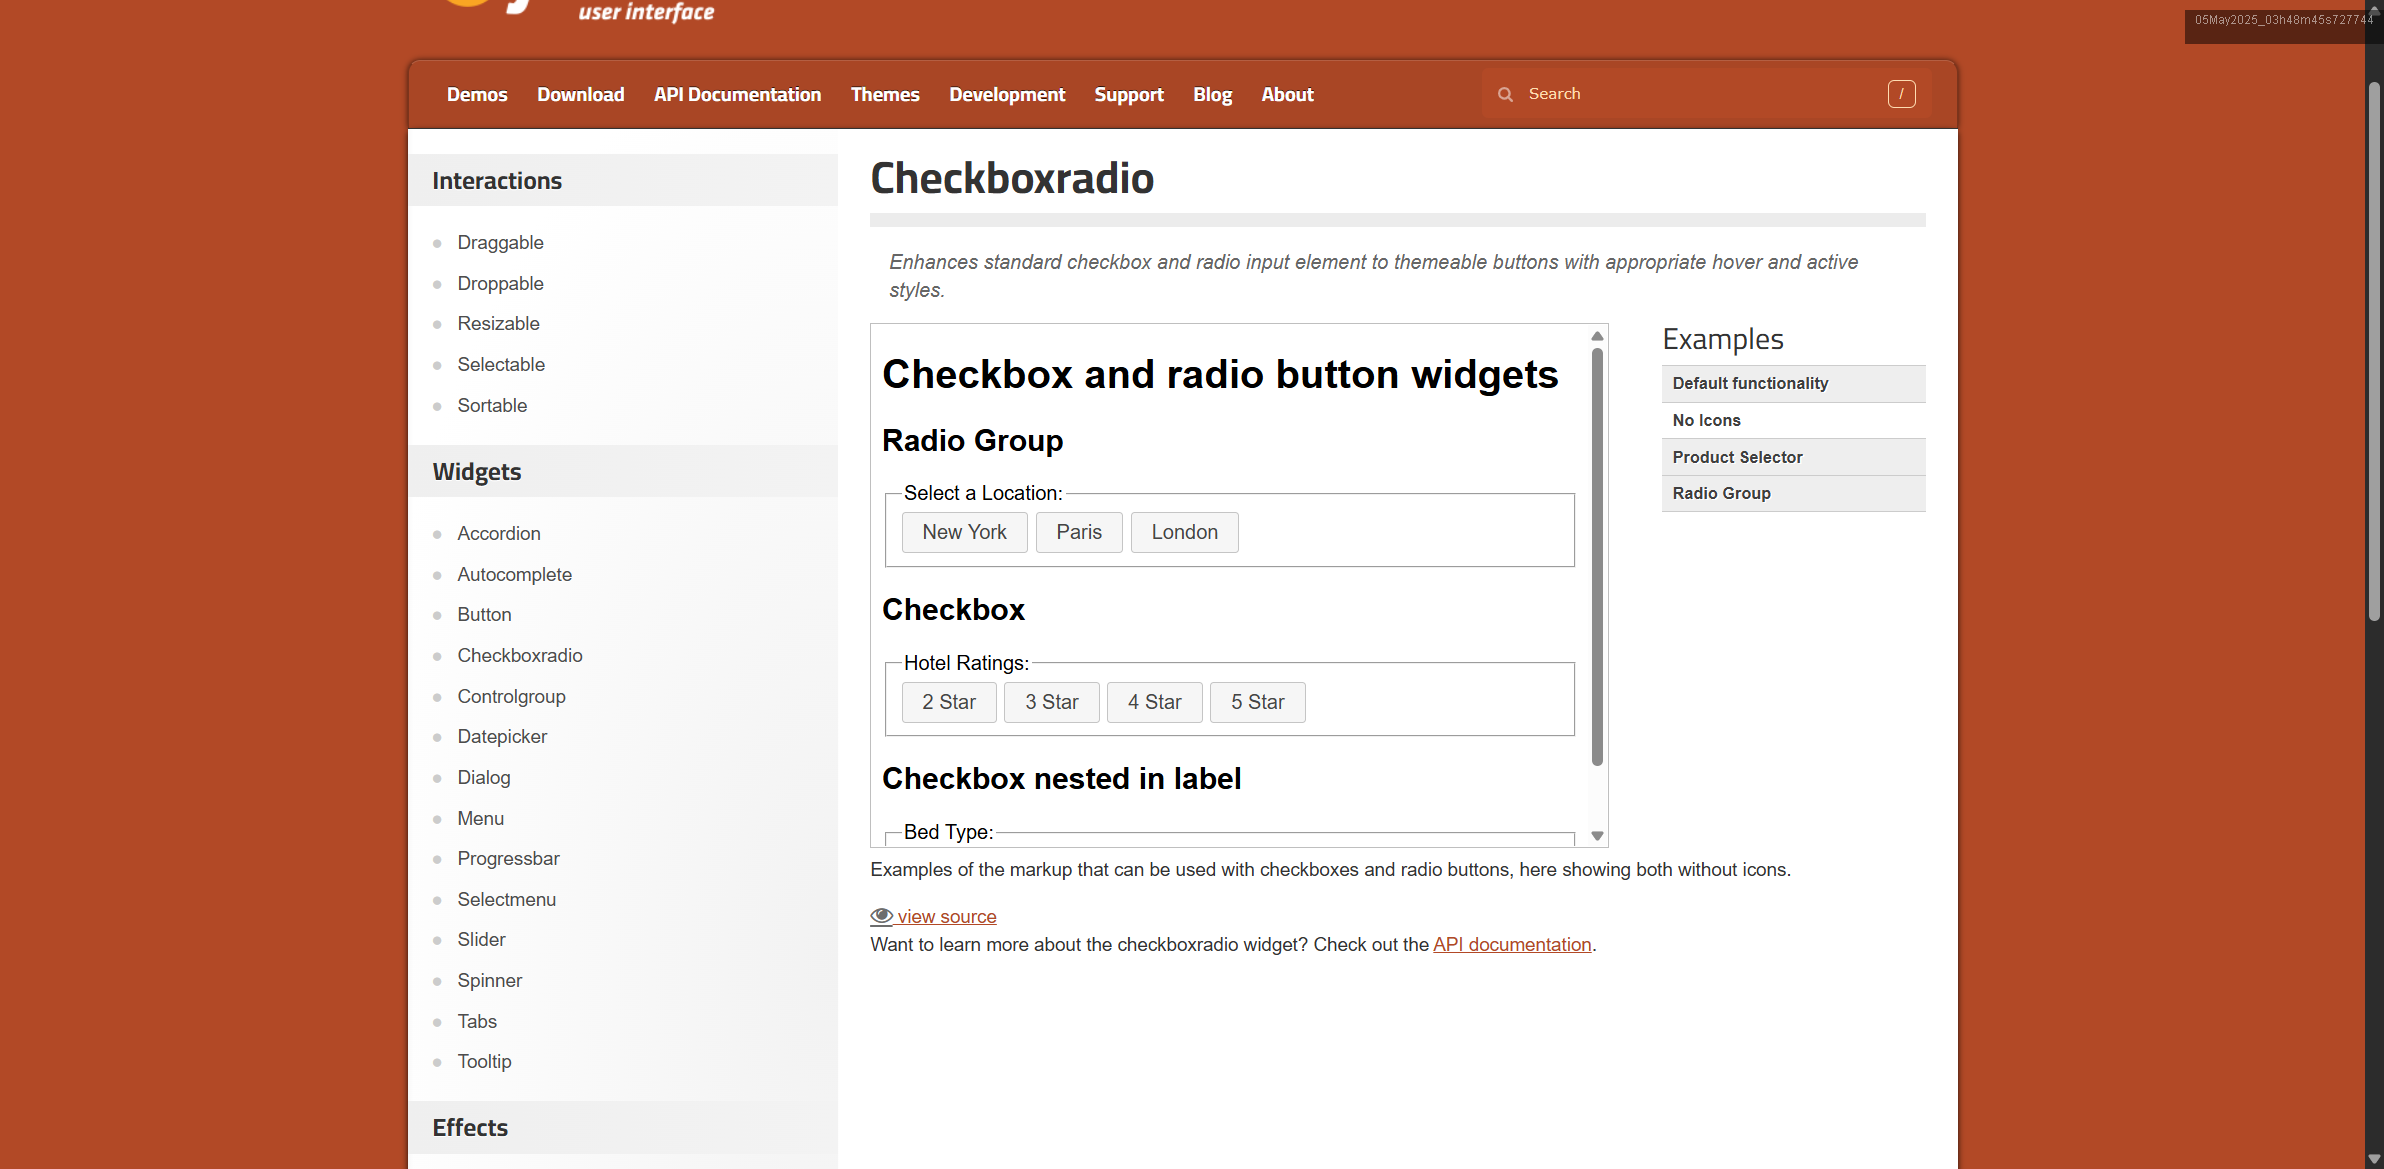 user interface
05May2025_03h48m45s727744
Demos Download API Documentation Themes Development Support Blog About Search /
Interactions
Draggable
Droppable
Resizable
Selectable
Sortable
Widgets
Accordion
Autocomplete
Button
Checkboxradio
Controlgroup
Datepicker
Dialog
Menu
Progressbar
Selectmenu
Slider
Spinner
Tabs
Tooltip
Effects
Checkboxradio
Enhances standard checkbox and radio input element to themeable buttons with appropriate hover and active
styles.
Checkbox and radio button widgets
Radio Group
Select a Location:
New York Paris London
Checkbox
Hotel Ratings:
2 Star 3 Star 4 Star 5 Star
Checkbox nested in label
Bed Type:
Examples of the markup that can be used with checkboxes and radio buttons, here showing both without icons.
view source
Want to learn more about the checkboxradio widget? Check out the API documentation.
Examples
Default functionality
No Icons
Product Selector
Radio Group